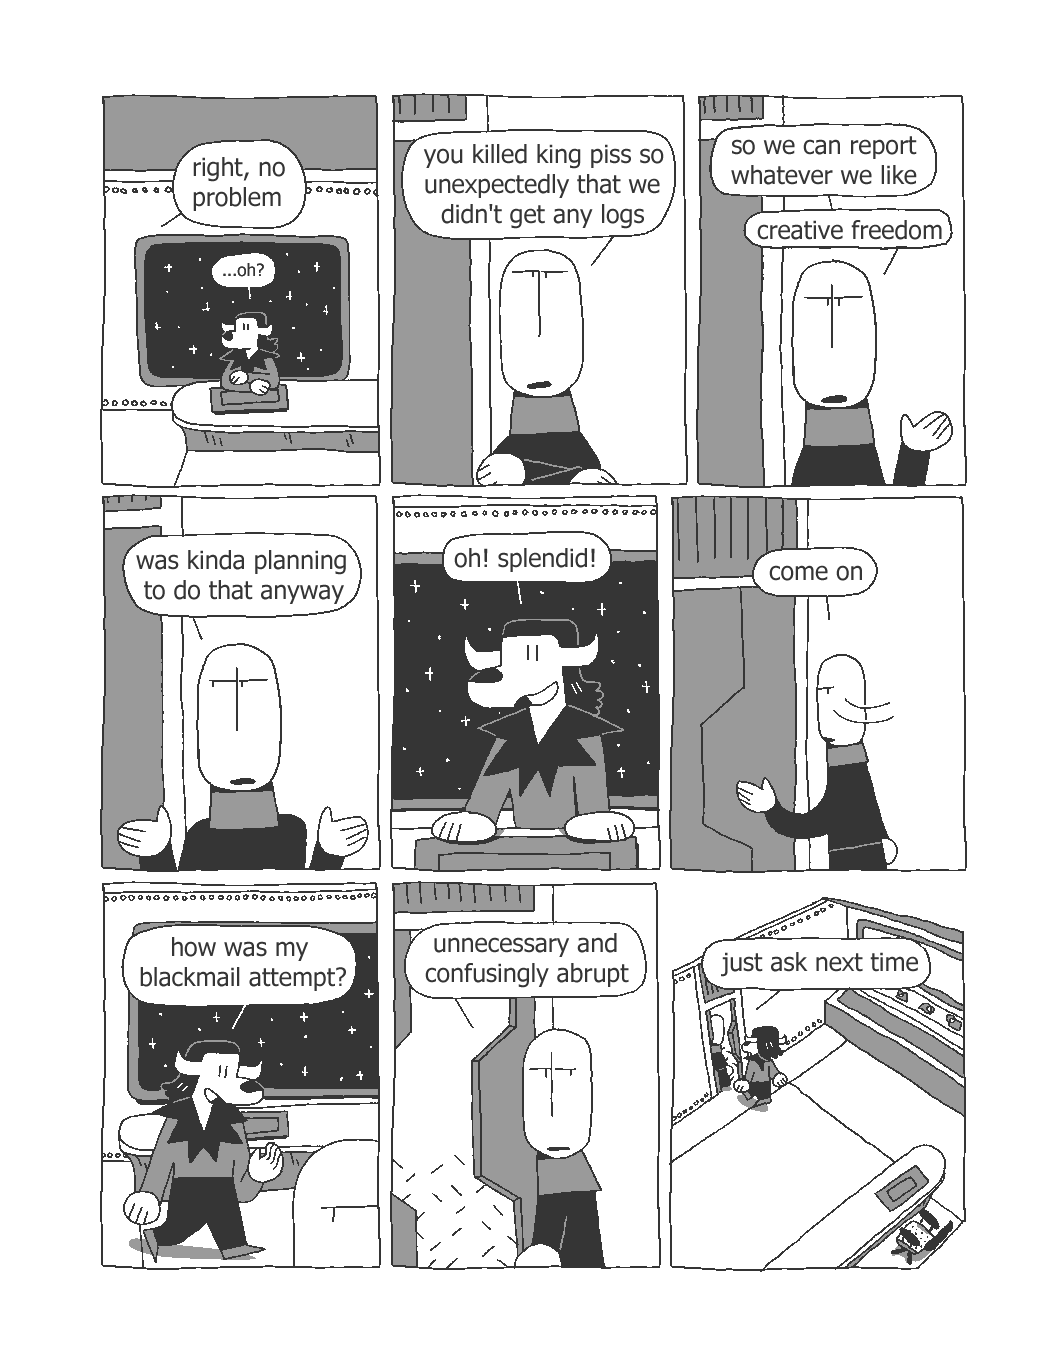 right, no
problem
...oh?
you killed king piss so
unexpectedly that we
didn't get any logs
so we can report
whatever we like
creative freedom
was kinda planning
to do that anyway
oh! splendid!
come on
how was my
blackmail attempt?
unnecessary and
confusingly abrupt
just ask next time